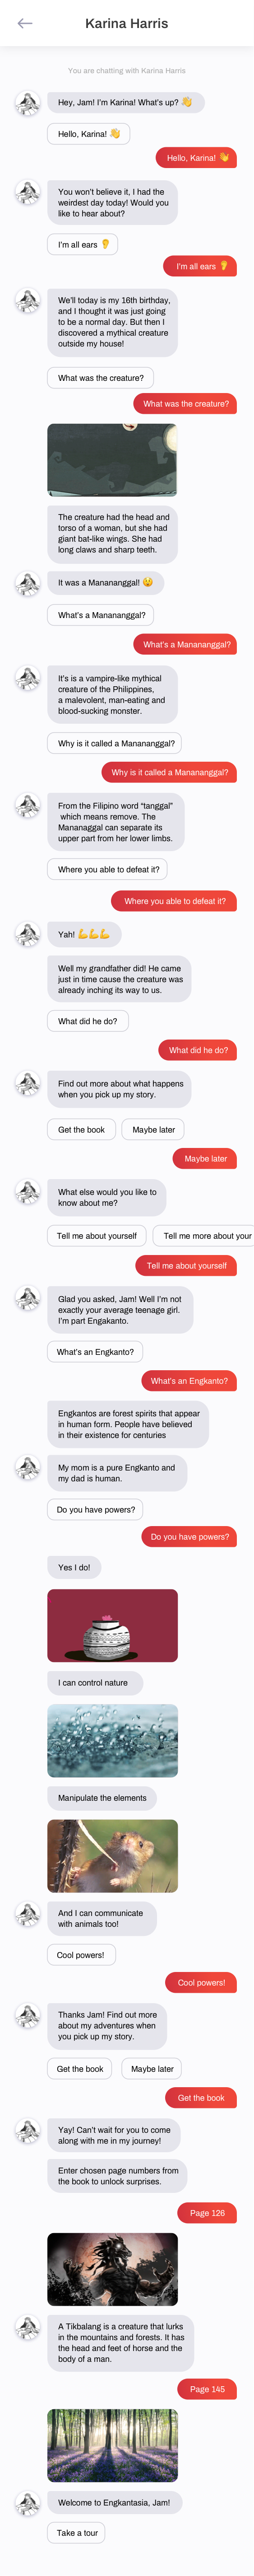 Karina Harris
You are chatting with Karina Harris
Hey, Jam! I'm Karina! What's up? 👋
Hello, Karina! 👋
Hello, Karina! 👋
You won't believe it, I had the
weirdest day today! Would you
like to hear about?
I'm all ears 👂
I'm all ears 👂
We'll today is my 16th birthday,
and I thought it was just going
to be a normal day. But then I
discovered a mythical creature
outside my house!
What was the creature?
What was the creature?
The creature had the head and
torso of a woman, but she had
giant bat-like wings. She had
long claws and sharp teeth.
It was a Manananggal! 😯
What's a Manananggal?
What's a Manananggal?
It's is a vampire-like mythical
creature of the Philippines,
a malevolent, man-eating and
blood-sucking monster.
Why is it called a Manananggal?
Why is it called a Manananggal?
From the Filipino word "tanggal"
which means remove. The
Mananaggal can separate its
upper part from her lower limbs.
Where you able to defeat it?
Where you able to defeat it?
Yah! 💪💪💪
Well my grandfather did! He came
just in time cause the creature was
already inching its way to us.
What did he do?
What did he do?
Find out more about what happens
when you pick up my story.
Get the book
Maybe later
Maybe later
What else would you like to
know about me?
Tell me about yourself
Tell me more about your
Tell me about yourself
Glad you asked, Jam! Well I'm not
exactly your average teenage girl.
I'm part Engakanto.
What's an Engkanto?
What's an Engkanto?
Engkantos are forest spirits that appear
in human form. People have believed
in their existence for centuries
My mom is a pure Engkanto and
my dad is human.
Do you have powers?
Do you have powers?
Yes I do!
I can control nature
Manipulate the elements
And I can communicate
with animals too!
Cool powers!
Cool powers!
Thanks Jam! Find out more
about my adventures when
you pick up my story.
Get the book
Maybe later
Get the book
Yay! Can't wait for you to come
along with me in my journey!
Enter chosen page numbers from
the book to unlock surprises.
Page 126
A Tikbalang is a creature that lurks
in the mountains and forests. It has
the head and feet of horse and the
body of a man.
Page 145
Welcome to Engkantasia, Jam!
Take a tour